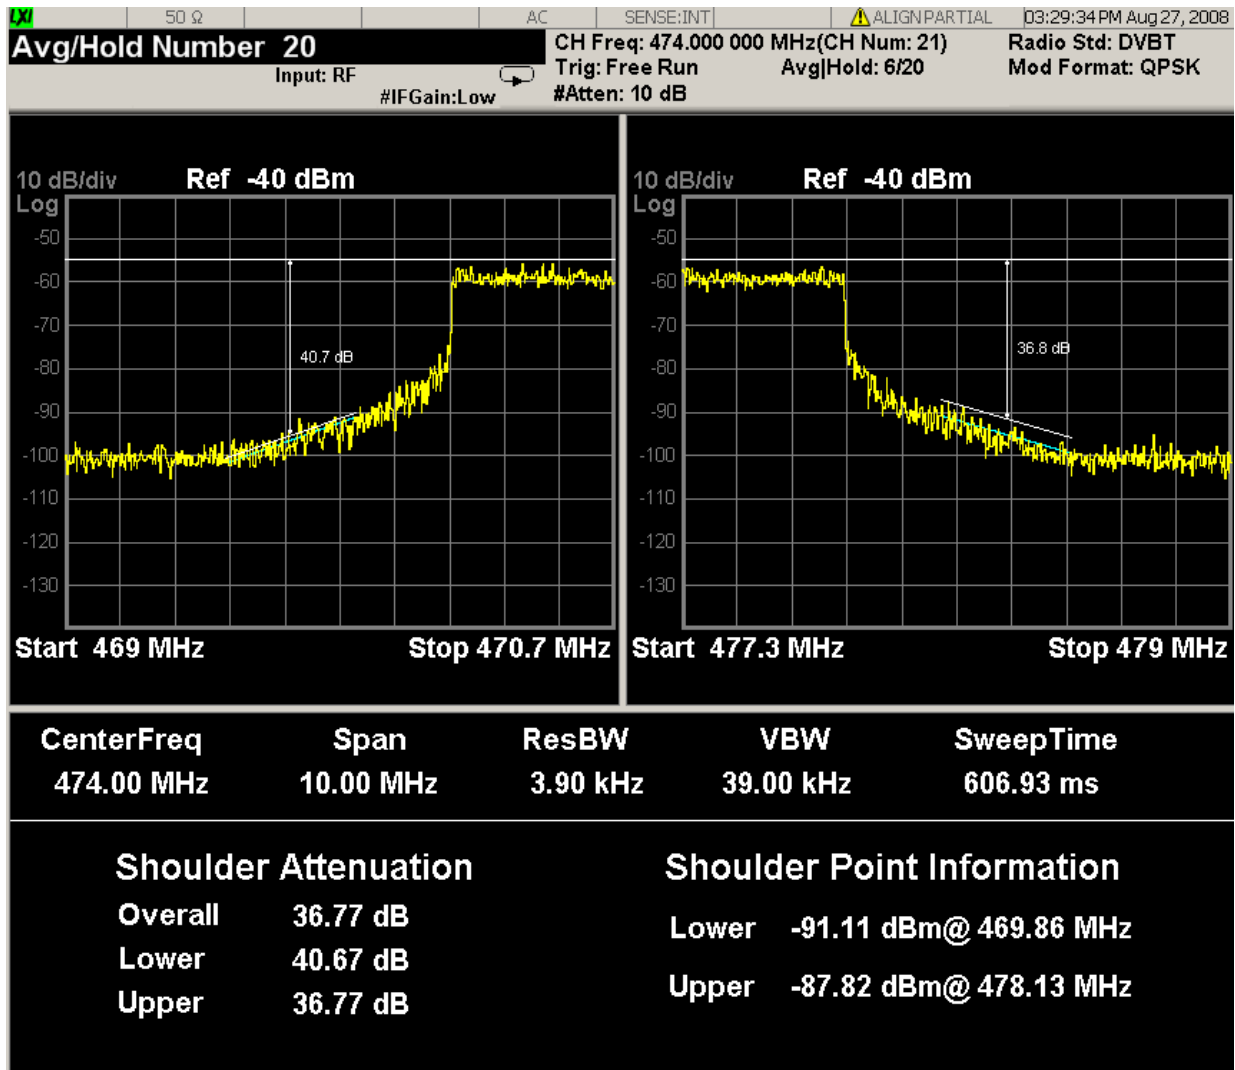 LXI 50 Ω AC SENSE:INT ALIGN PARTIAL 03:29:34 PM Aug 27, 2008
Avg/Hold Number 20
Input: RF
#IFGain:Low
CH Freq: 474.000 000 MHz(CH Num: 21)
Trig: Free Run Avg|Hold: 6/20
#Atten: 10 dB
Radio Std: DVBT
Mod Format: QPSK
10 dB/div Ref -40 dBm
Log
-50
-60
-70
-80
-90
-100
-110
-120
-130
40.7 dB
Start 469 MHz Stop 470.7 MHz
10 dB/div Ref -40 dBm
Log
-50
-60
-70
-80
-90
-100
-110
-120
-130
36.8 dB
Start 477.3 MHz Stop 479 MHz
CenterFreq Span ResBW VBW SweepTime
474.00 MHz 10.00 MHz 3.90 kHz 39.00 kHz 606.93 ms
Shoulder Attenuation
Overall 36.77 dB
Lower 40.67 dB
Upper 36.77 dB
Shoulder Point Information
Lower -91.11 dBm@ 469.86 MHz
Upper -87.82 dBm@ 478.13 MHz